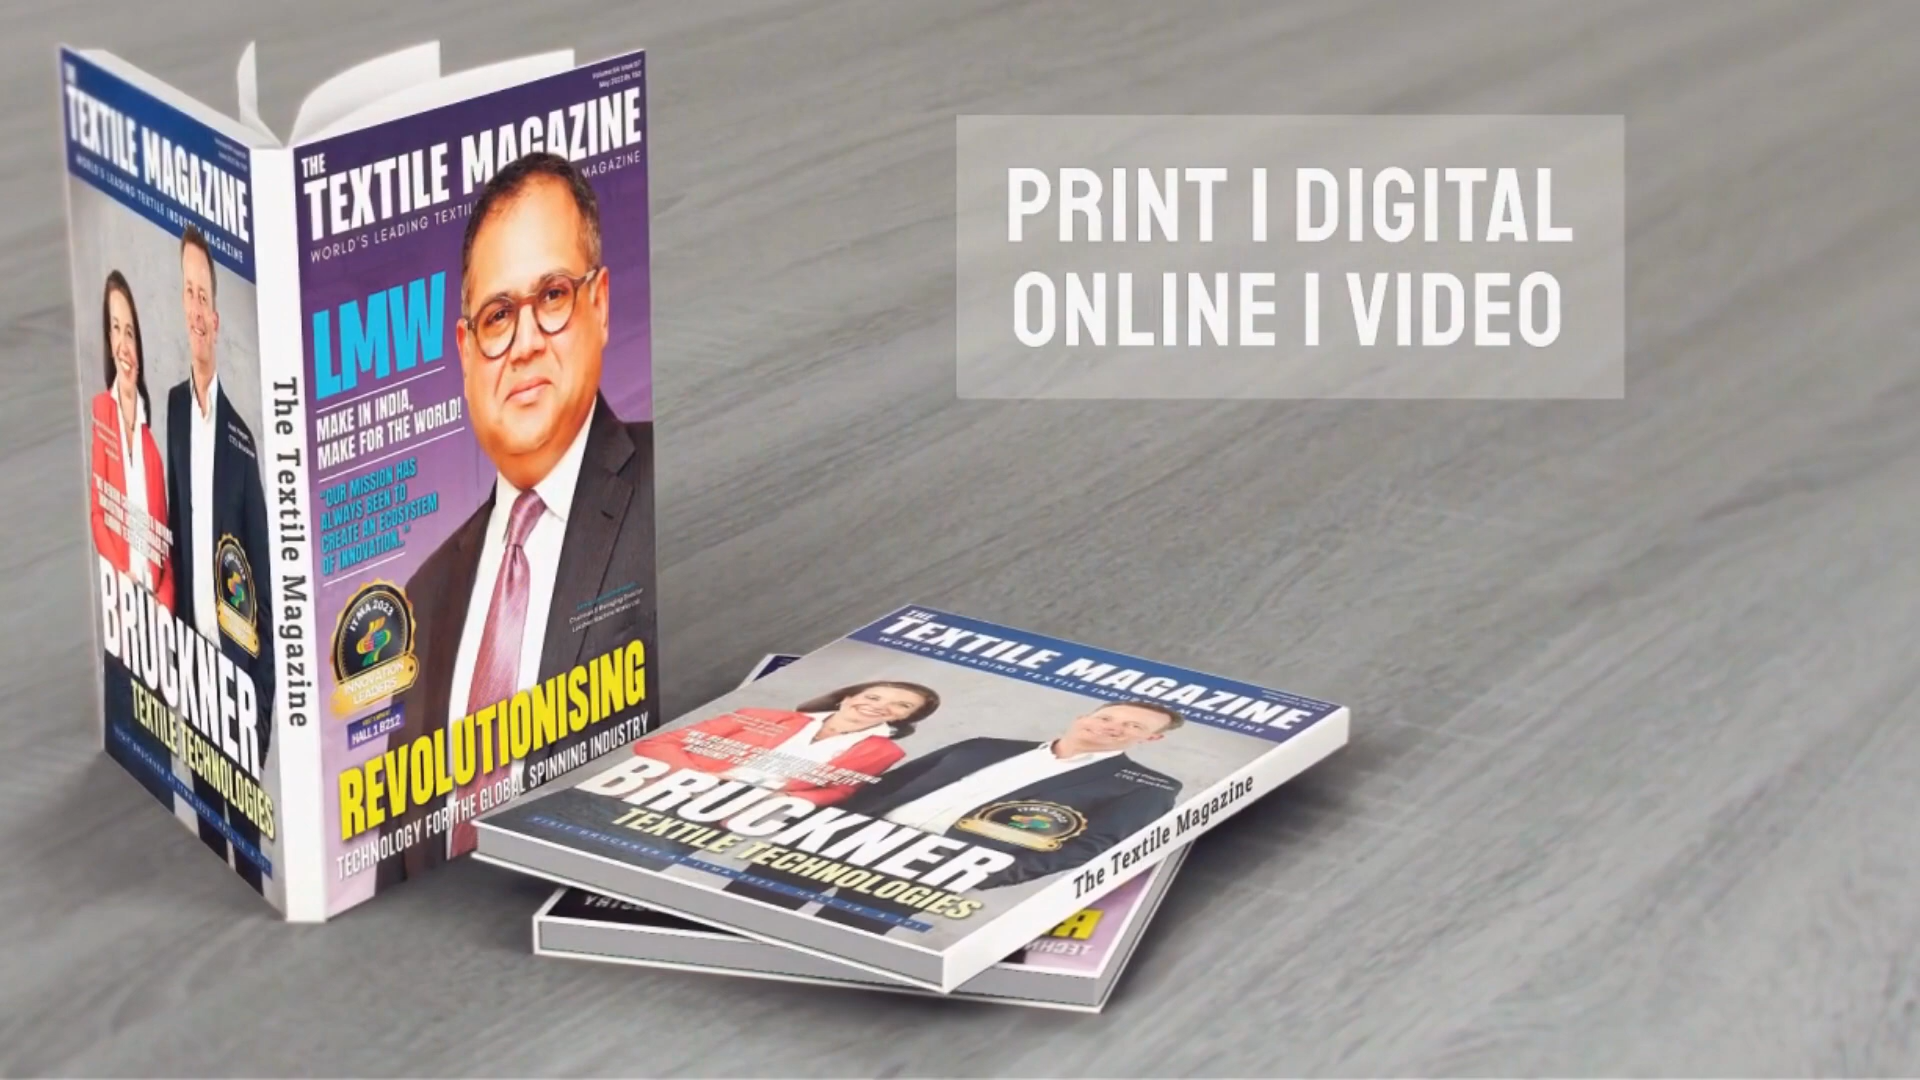 THE
TEXTILE MAGAZINE
WORLD'S LEADING TEXTILE INDUSTRY MAGAZINE
BRUCKNER
TEXTILE TECHNOLOGIES
The Textile Magazine
THE
TEXTILE MAGAZINE
WORLD'S LEADING TEXTI MAGAZINE
LMW
MAKE IN INDIA,
MAKE FOR THE WORLD!
"OUR MISSION HAS
ALWAYS BEEN TO
CREATE AN ECOSYSTEM
OF INNOVATION..."
ITMA 2023
INNOVATION
LEADERS
HALL 1 B212
REVOLUTIONISING
TECHNOLOGY FOR THE GLOBAL SPINNING INDUSTRY
PRINT I DIGITAL
ONLINE I VIDEO
THE
TEXTILE MAGAZINE
WORLD'S LEADING TEXTILE INDUSTRY MAGAZINE
BRUCKNER
TEXTILE TECHNOLOGIES
The Textile Magazine